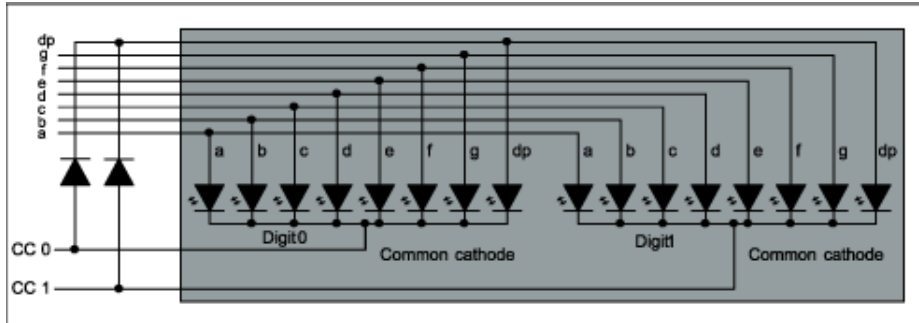 dp
g
f
e
d
c
b
a
a b c d e f g dp a b c d e f g dp
Digit0 Digit1
CC 0 Common cathode Common cathode
CC 1